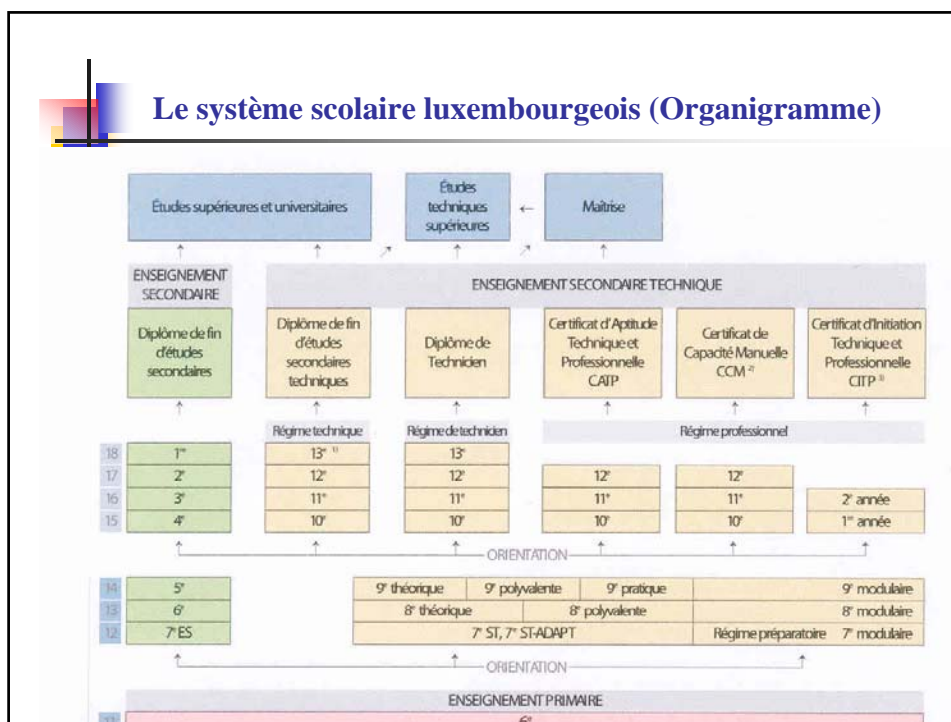 Le système scolaire luxembourgeois (Organigramme)
Études supérieures et universitaires
Études
techniques
supérieures
←
Maîtrise
ENSEIGNEMENT
SECONDAIRE
ENSEIGNEMENT SECONDAIRE TECHNIQUE
Diplôme de fin
d'études
secondaires
Diplôme de fin
d'études
secondaires
techniques
Diplôme de
Technicien
Certificat d'Aptitude
Technique et
Professionnelle
CATP
Certificat de
Capacité Manuelle
CCM 2)
Certificat d'Initiation
Technique et
Professionnelle
CITP 3)
Régime technique
Régime de technicien
Régime professionnel
18 1re 13e 1) 13e
17 2e 12e 12e 12e 12e
16 3e 11e 11e 11e 11e 2e année
15 4e 10e 10e 10e 10e 1re année
ORIENTATION
14 5e 9e théorique 9e polyvalente 9e pratique 9e modulaire
13 6e 8e théorique 8e polyvalente 8e modulaire
12 7e ES 7e ST, 7e ST-ADAPT Régime préparatoire 7e modulaire
ORIENTATION
ENSEIGNEMENT PRIMAIRE
6e